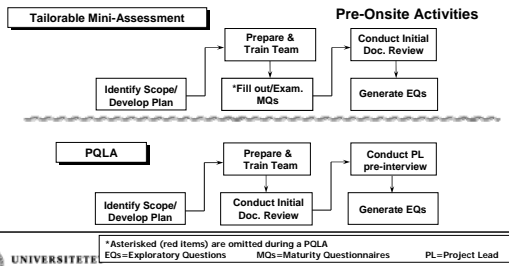 Tailorable Mini-Assessment
Pre-Onsite Activities
Prepare &
Train Team
Conduct Initial
Doc. Review
Identify Scope/
Develop Plan
*Fill out/Exam.
MQs
Generate EQs
PQLA
Prepare &
Train Team
Conduct PL
pre-interview
Identify Scope/
Develop Plan
Conduct Initial
Doc. Review
Generate EQs
*Asterisked (red items) are omitted during a PQLA
EQs=Exploratory Questions MQs=Maturity Questionnaires PL=Project Lead
UNIVERSITETE